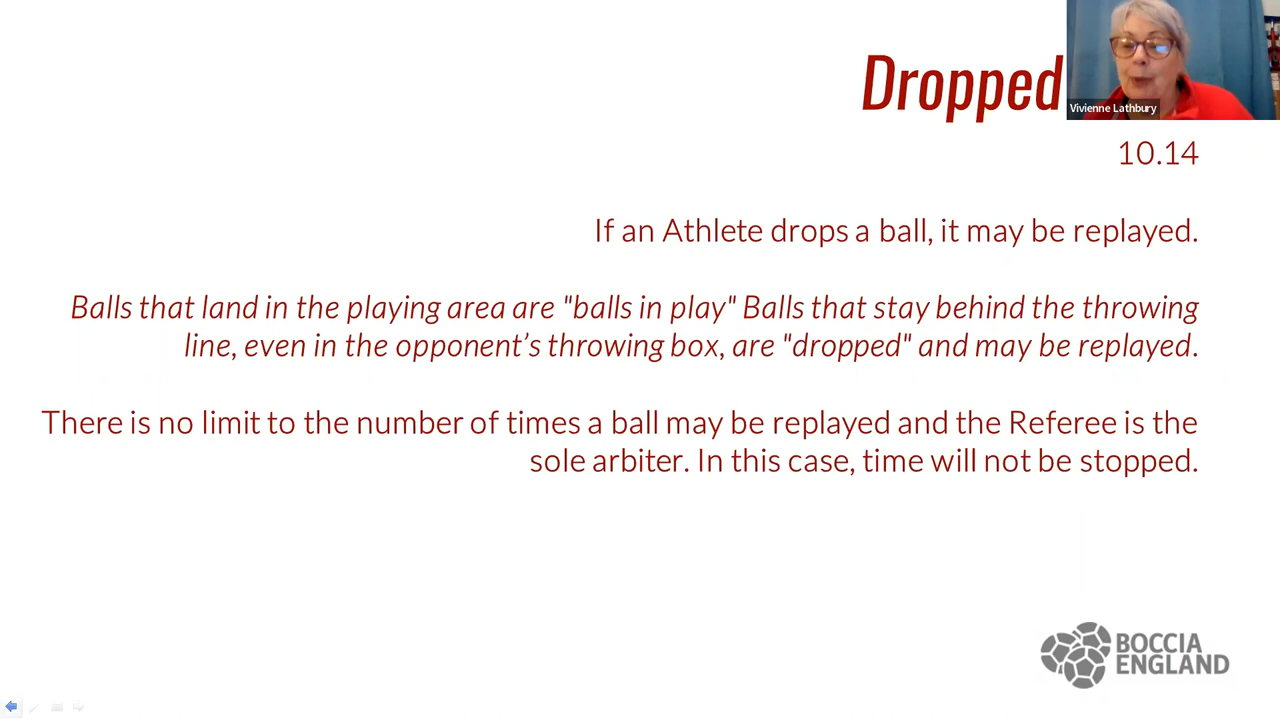 Dropped
Vivienne Lathbury
10.14
If an Athlete drops a ball, it may be replayed.
Balls that land in the playing area are "balls in play" Balls that stay behind the throwing
line, even in the opponent’s throwing box, are "dropped" and may be replayed.
There is no limit to the number of times a ball may be replayed and the Referee is the
sole arbiter. In this case, time will not be stopped.
BOCCIA
ENGLAND